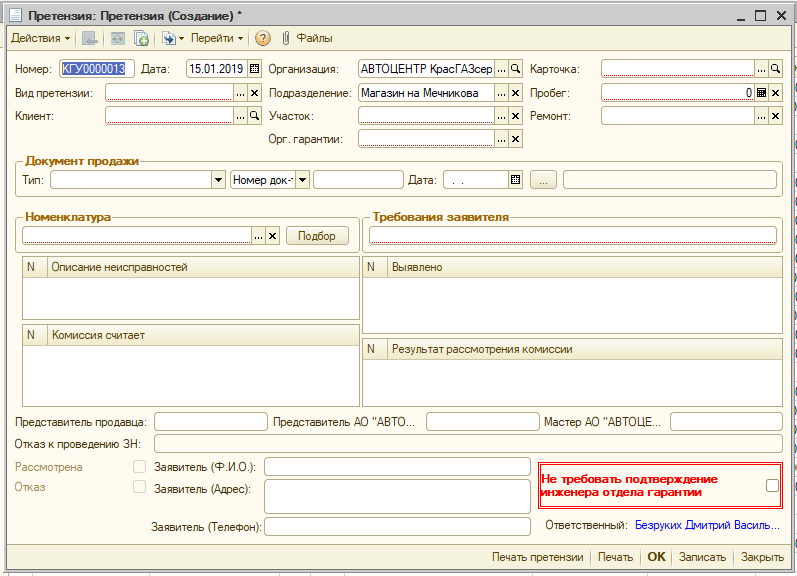 Претензия: Претензия (Создание) *
Действия Перейти ? Файлы
Номер: КГУ0000013 Дата: 15.01.2019 Организация: АВТОЦЕНТР КрасГАЗсер ... Карточка: ...
Вид претензии: ... Подразделение: Магазин на Мечникова ... Пробег: 0
Клиент: ... Участок: ... Ремонт: ...
Орг. гарантии: ...
Документ продажи
Тип: Номер док-т Дата: . . ...
Номенклатура Требования заявителя
... Подбор
N Описание неисправностей N Выявлено
N Комиссия считает
N Результат рассмотрения комиссии
Представитель продавца: Представитель АО "АВТО... Мастер АО "АВТОЦЕ...
Отказ к проведению ЗН:
Рассмотрена Заявитель (Ф.И.О.):
Не требовать подтверждение
Отказ Заявитель (Адрес):
инженера отдела гарантии
Заявитель (Телефон): Ответственный: Безруких Дмитрий Василь...
Печать претензии Печать OK Записать Закрыть